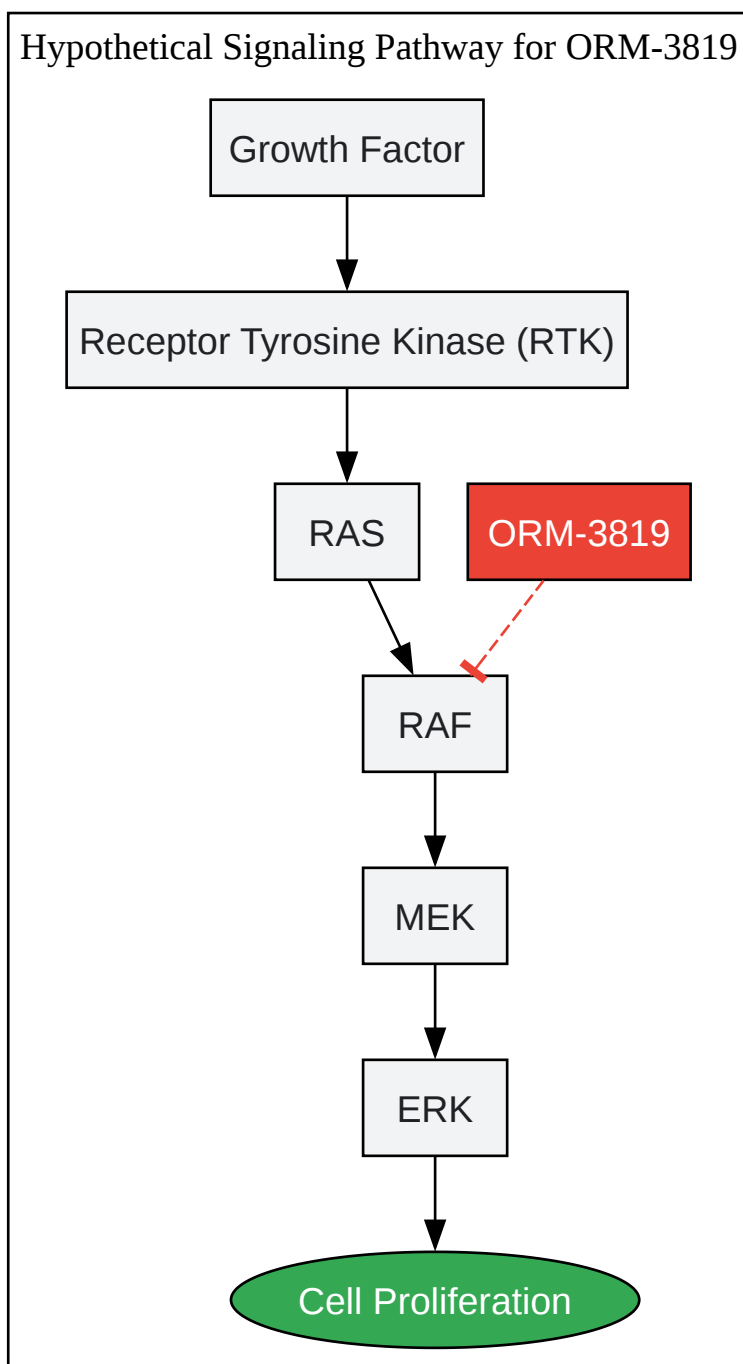 Hypothetical Signaling Pathway for ORM-3819
Growth Factor
Receptor Tyrosine Kinase (RTK)
RAS
ORM-3819
RAF
MEK
ERK
Cell Proliferation